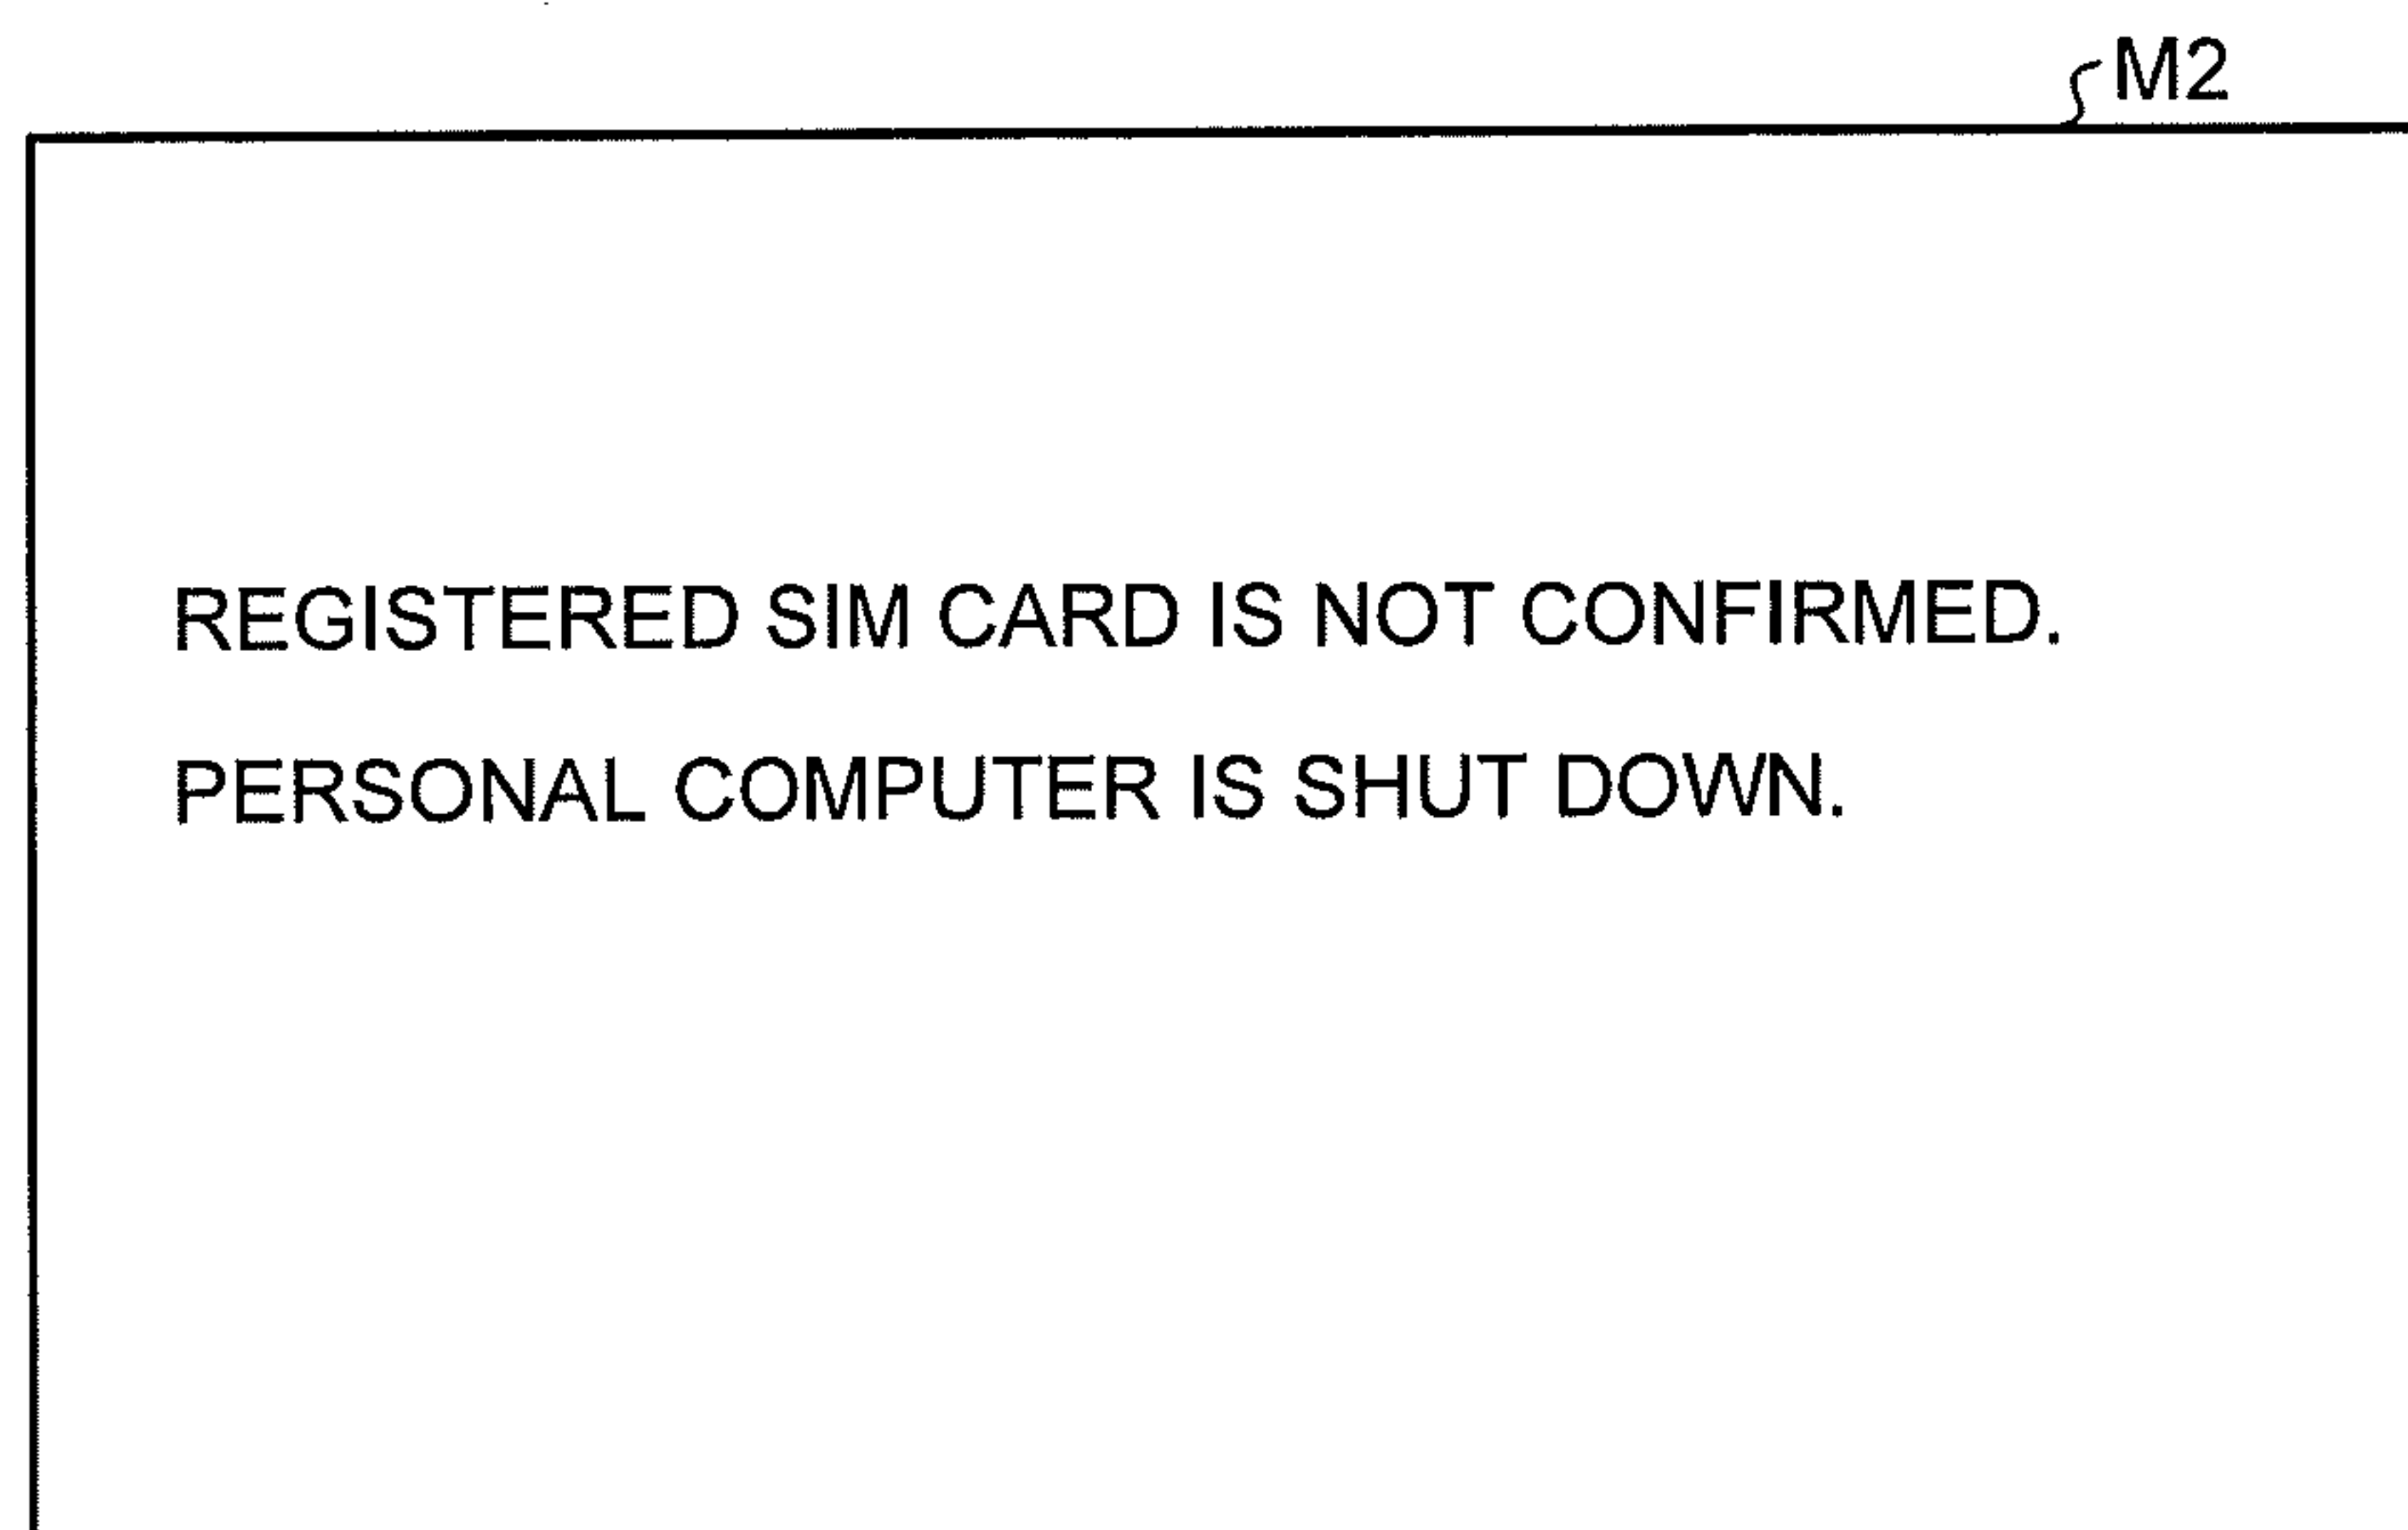 M2
REGISTERED SIM CARD IS NOT CONFIRMED.
PERSONAL COMPUTER IS SHUT DOWN.